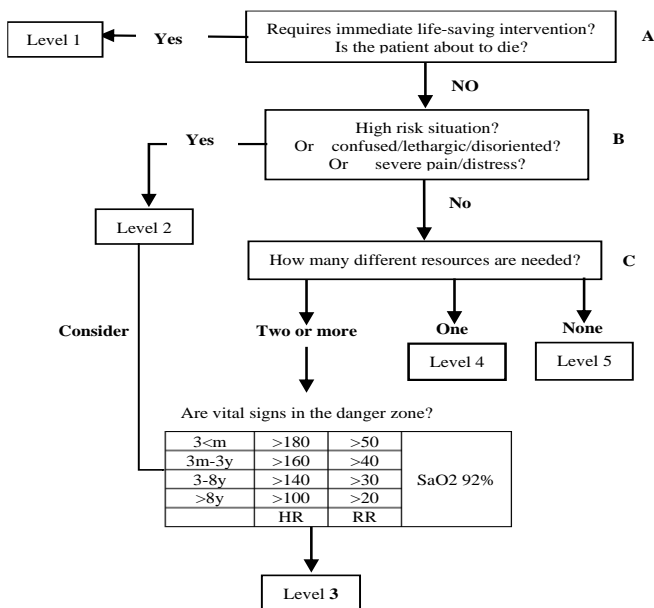 Requires immediate life-saving intervention?
Is the patient about to die?
A
Level 1
Yes
NO
High risk situation?
Or confused/lethargic/disoriented?
Or severe pain/distress?
B
Yes
Level 2
No
How many different resources are needed?
C
Consider
Two or more
One
None
Level 4
Level 5
Are vital signs in the danger zone?
3<m >180 >50
3m-3y >160 >40
3-8y >140 >30
>8y >100 >20
HR RR
SaO2 92%
Level 3